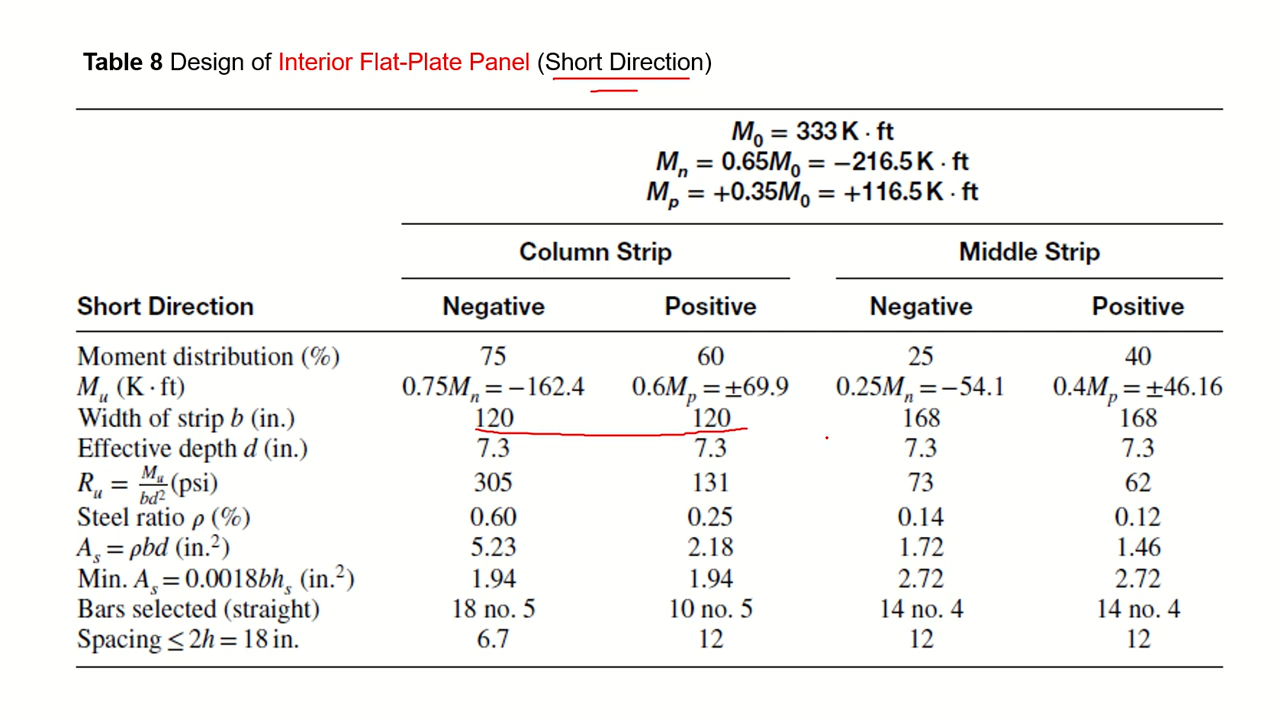 Table 8 Design of Interior Flat-Plate Panel (Short Direction)
M₀ = 333 K · ft
Mₙ = 0.65M₀ = −216.5 K · ft
Mₚ = +0.35M₀ = +116.5 K · ft
Column Strip Middle Strip
Short Direction Negative Positive Negative Positive
Moment distribution (%) 75 60 25 40
Mᵤ (K · ft) 0.75Mₙ = −162.4 0.6Mₚ = ±69.9 0.25Mₙ = −54.1 0.4Mₚ = ±46.16
Width of strip b (in.) 120 120 168 168
Effective depth d (in.) 7.3 7.3 7.3 7.3
Rᵤ = Mᵤ/bd² (psi) 305 131 73 62
Steel ratio ρ (%) 0.60 0.25 0.14 0.12
Aₛ = ρbd (in.²) 5.23 2.18 1.72 1.46
Min. Aₛ = 0.0018bhₛ (in.²) 1.94 1.94 2.72 2.72
Bars selected (straight) 18 no. 5 10 no. 5 14 no. 4 14 no. 4
Spacing ≤ 2h = 18 in. 6.7 12 12 12